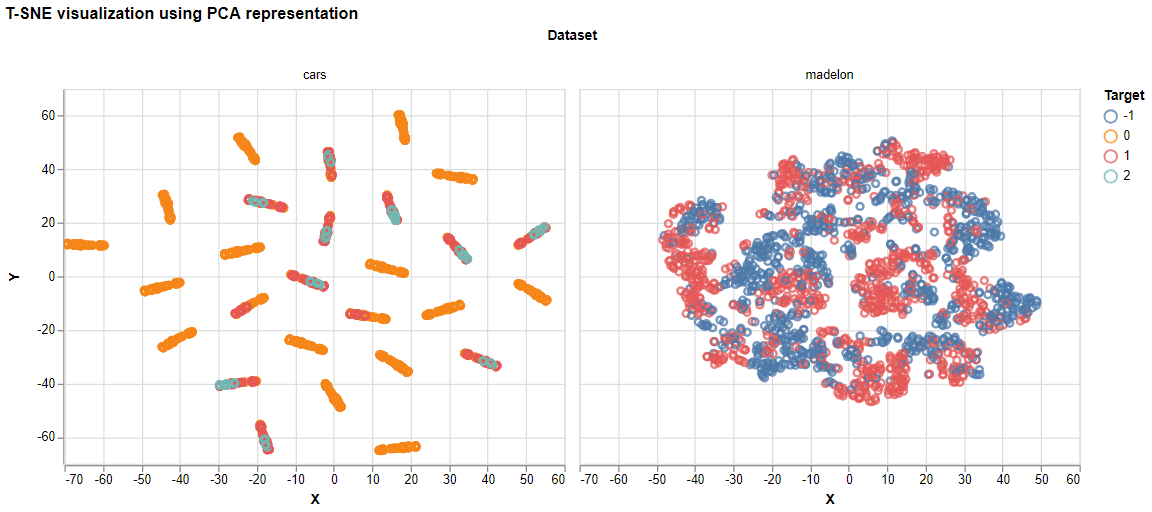 T-SNE visualization using PCA representation
Dataset
cars madelon
Target
-1
0
1
2
Y
60
40
20
0
-20
-40
-60
-70 -60 -50 -40 -30 -20 -10 0 10 20 30 40 50 60 -70 -60 -50 -40 -30 -20 -10 0 10 20 30 40 50 60
X X